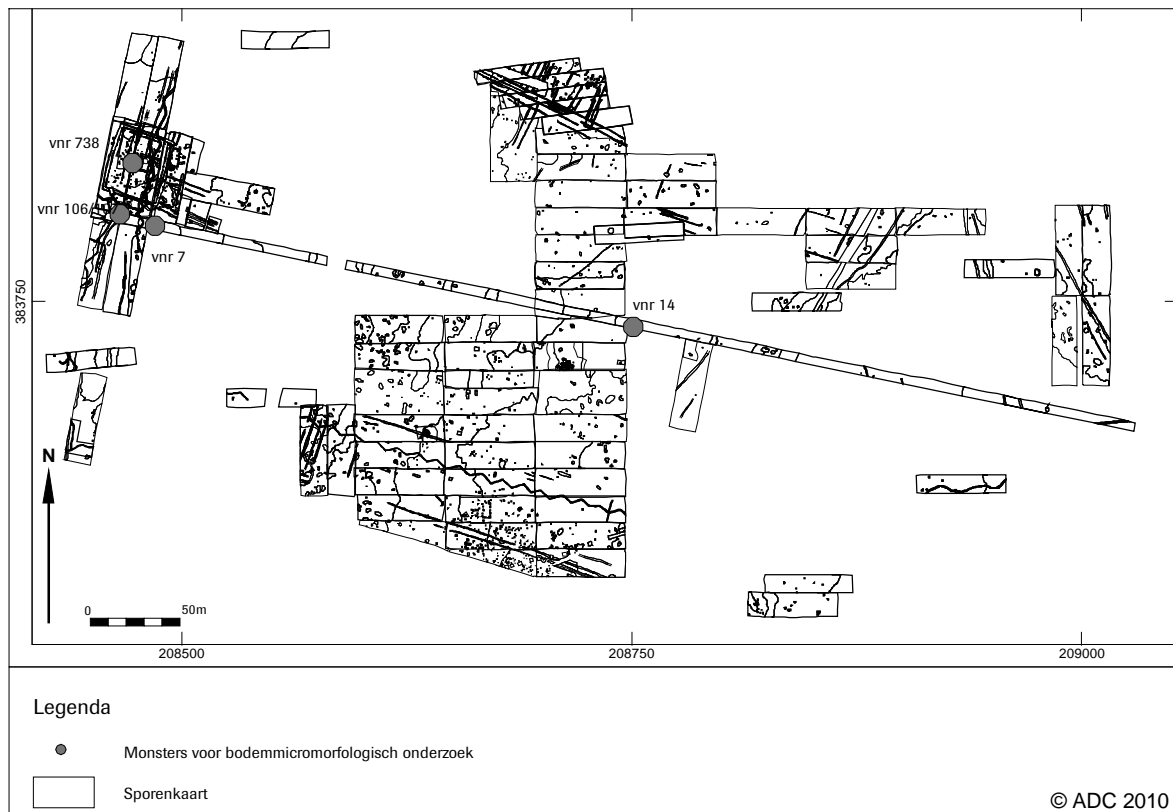 vnr 738
vnr 106/
vnr 7
vnr 14
383750
N
0 50m
208500 208750 209000
Legenda
Monsters voor bodemmicromorfologisch onderzoek
Sporenkaart
© ADC 2010